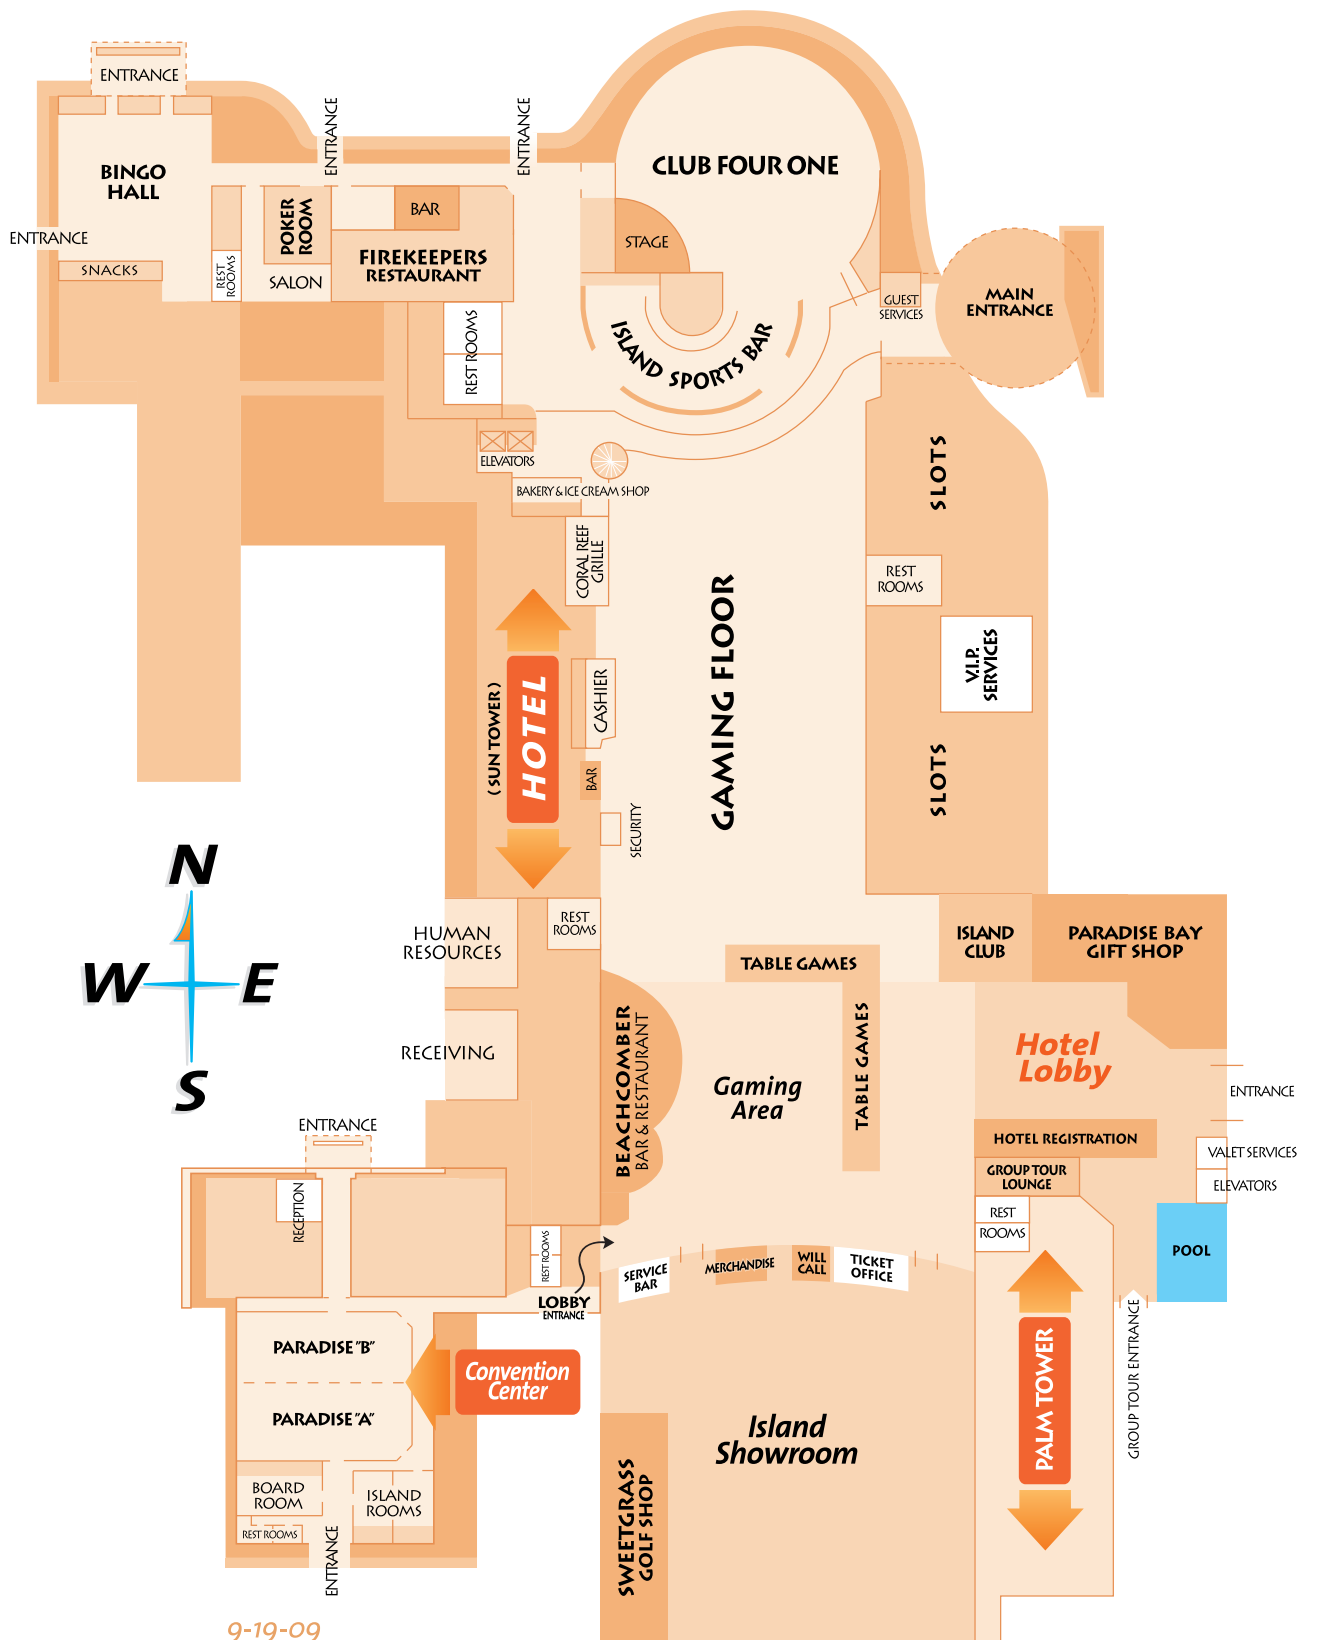 ENTRANCE
BINGO
HALL
ENTRANCE
SNACKS
REST
ROOMS
ENTRANCE
POKER
ROOM
SALON
BAR
FIREKEEPERS
RESTAURANT
REST ROOMS
ENTRANCE
CLUB FOUR ONE
STAGE
ISLAND SPORTS BAR
GUEST
SERVICES
MAIN
ENTRANCE
ELEVATORS
BAKERY & ICE CREAM SHOP
CORAL REEF
GRILLE
SLOTS
REST
ROOMS
V.I.P.
SERVICES
SLOTS
GAMING FLOOR
(SUN TOWER)
HOTEL
CASHIER
BAR
SECURITY
N
W E
S
HUMAN
RESOURCES
REST
ROOMS
RECEIVING
BEACHCOMBER
BAR & RESTAURANT
TABLE GAMES
TABLE GAMES
Gaming
Area
ISLAND
CLUB
PARADISE BAY
GIFT SHOP
Hotel
Lobby
ENTRANCE
HOTEL REGISTRATION
VALET SERVICES
GROUP TOUR
LOUNGE
ELEVATORS
REST
ROOMS
POOL
ENTRANCE
RECEPTION
REST ROOMS
LOBBY
ENTRANCE
SERVICE
BAR
MERCHANDISE
WILL
CALL
TICKET
OFFICE
PARADISE "B"
Convention
Center
PARADISE "A"
PALM TOWER
GROUP TOUR ENTRANCE
Island
Showroom
SWEETGRASS
GOLF SHOP
BOARD
ROOM
ISLAND
ROOMS
REST ROOMS
ENTRANCE
9-19-09